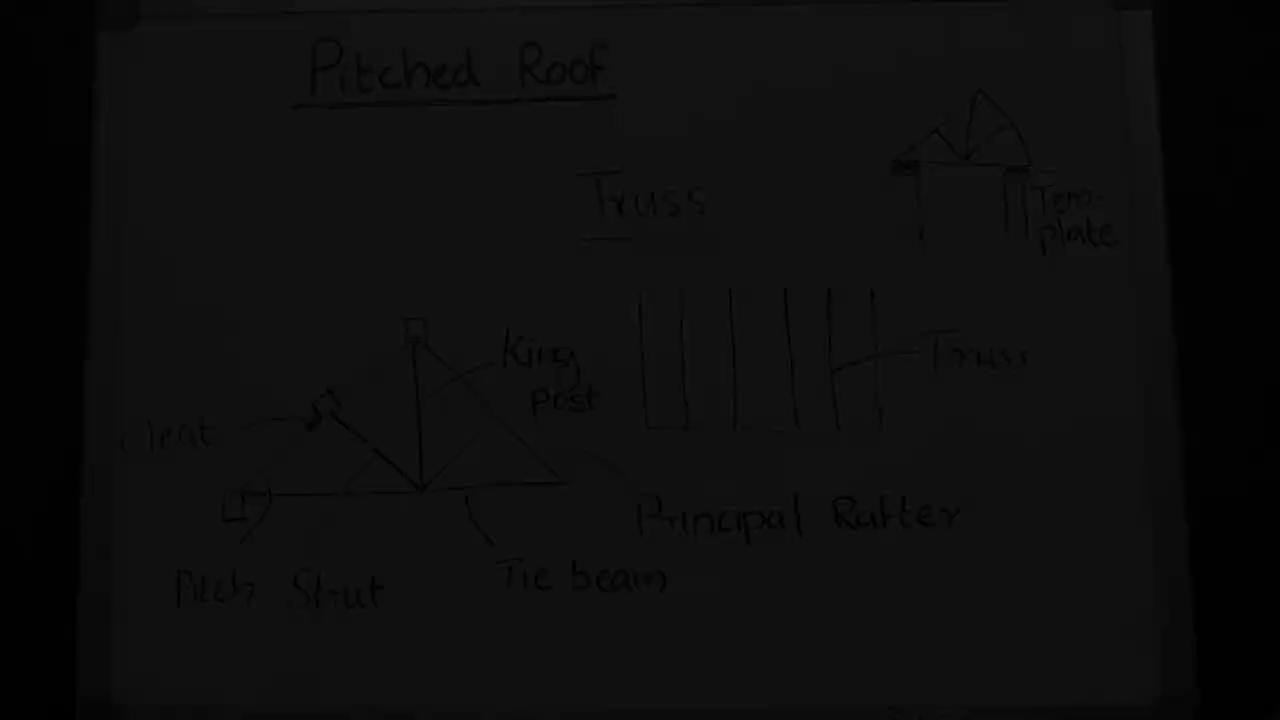 Pitched Roof
Truss
Tem-
plate
King
post
Truss
Cleat
Principal Rafter
Tie beam
Pitch Strut